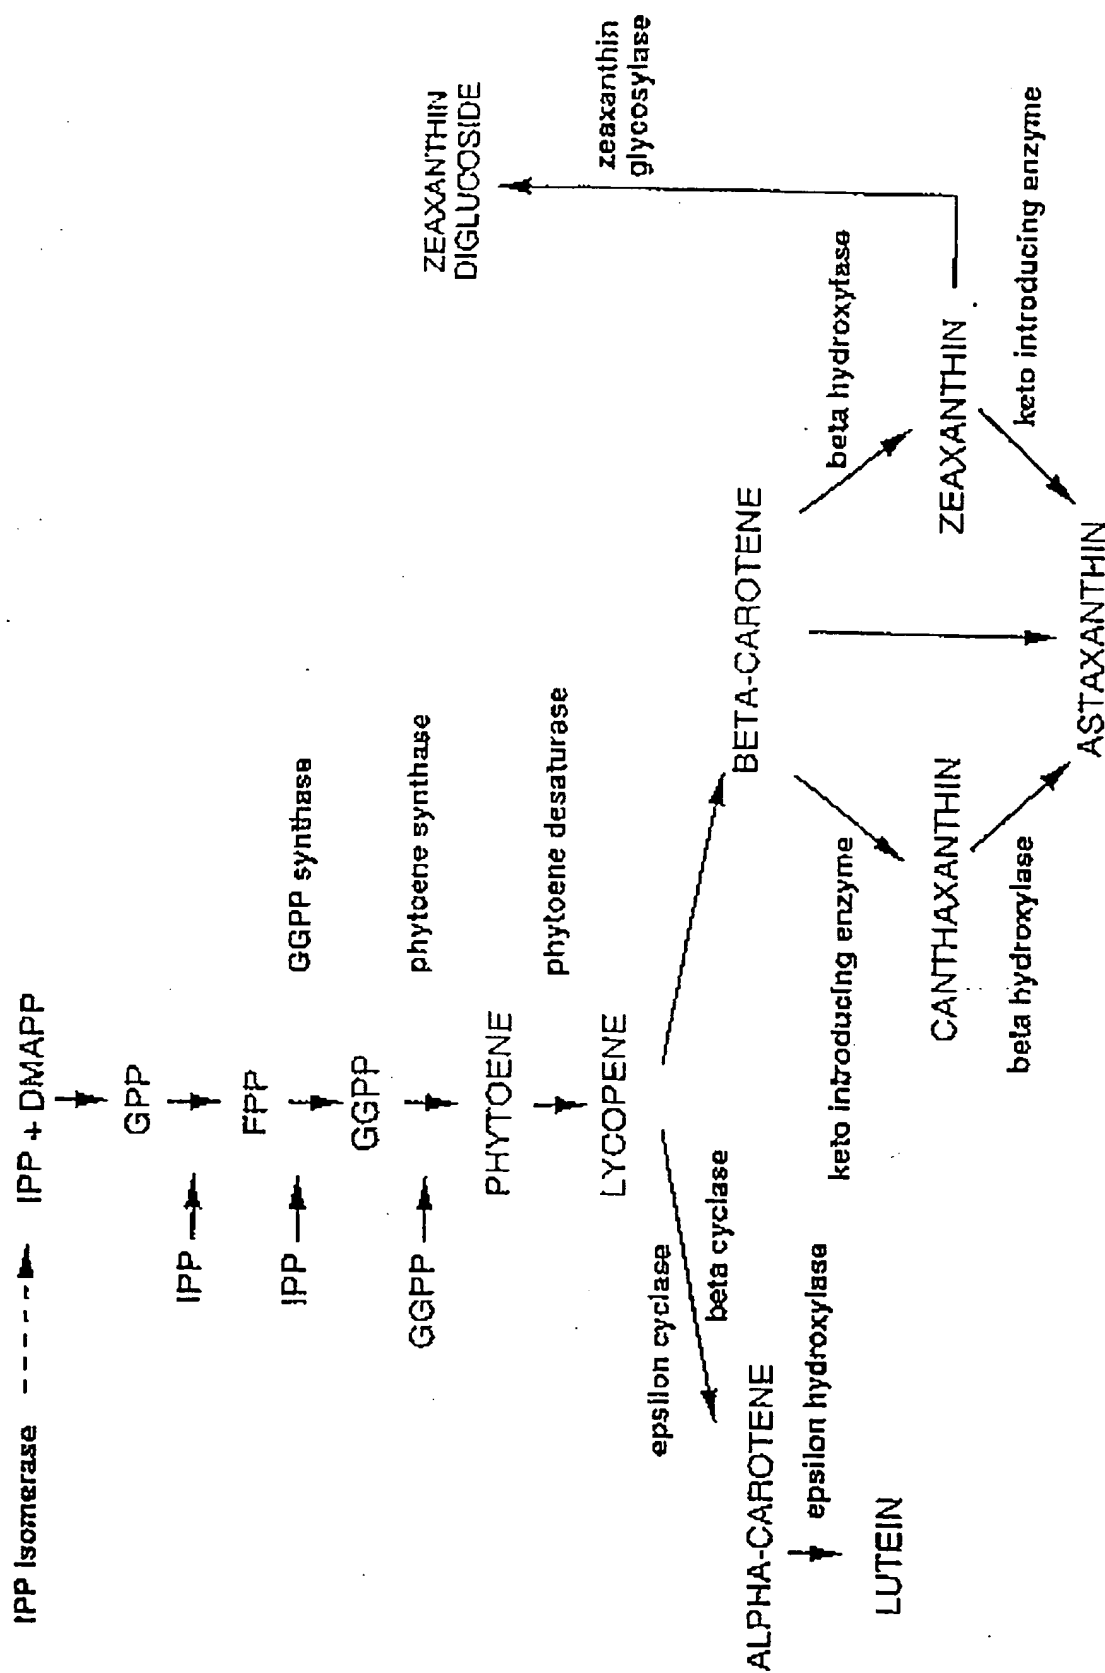 IPP isomerase
IPP + DMAPP
GPP
IPP
FPP
IPP
GGPP synthase
GGPP
GGPP
phytoene synthase
PHYTOENE
phytoene desaturase
LYCOPENE
epsilon cyclase
beta cyclase
ALPHA-CAROTENE
BETA-CAROTENE
epsilon hydroxylase
LUTEIN
keto introducing enzyme
beta hydroxylase
CANTHAXANTHIN
ZEAXANTHIN
beta hydroxylase
keto introducing enzyme
ASTAXANTHIN
zeaxanthin
glycosylase
ZEAXANTHIN
DIGLUCOSIDE